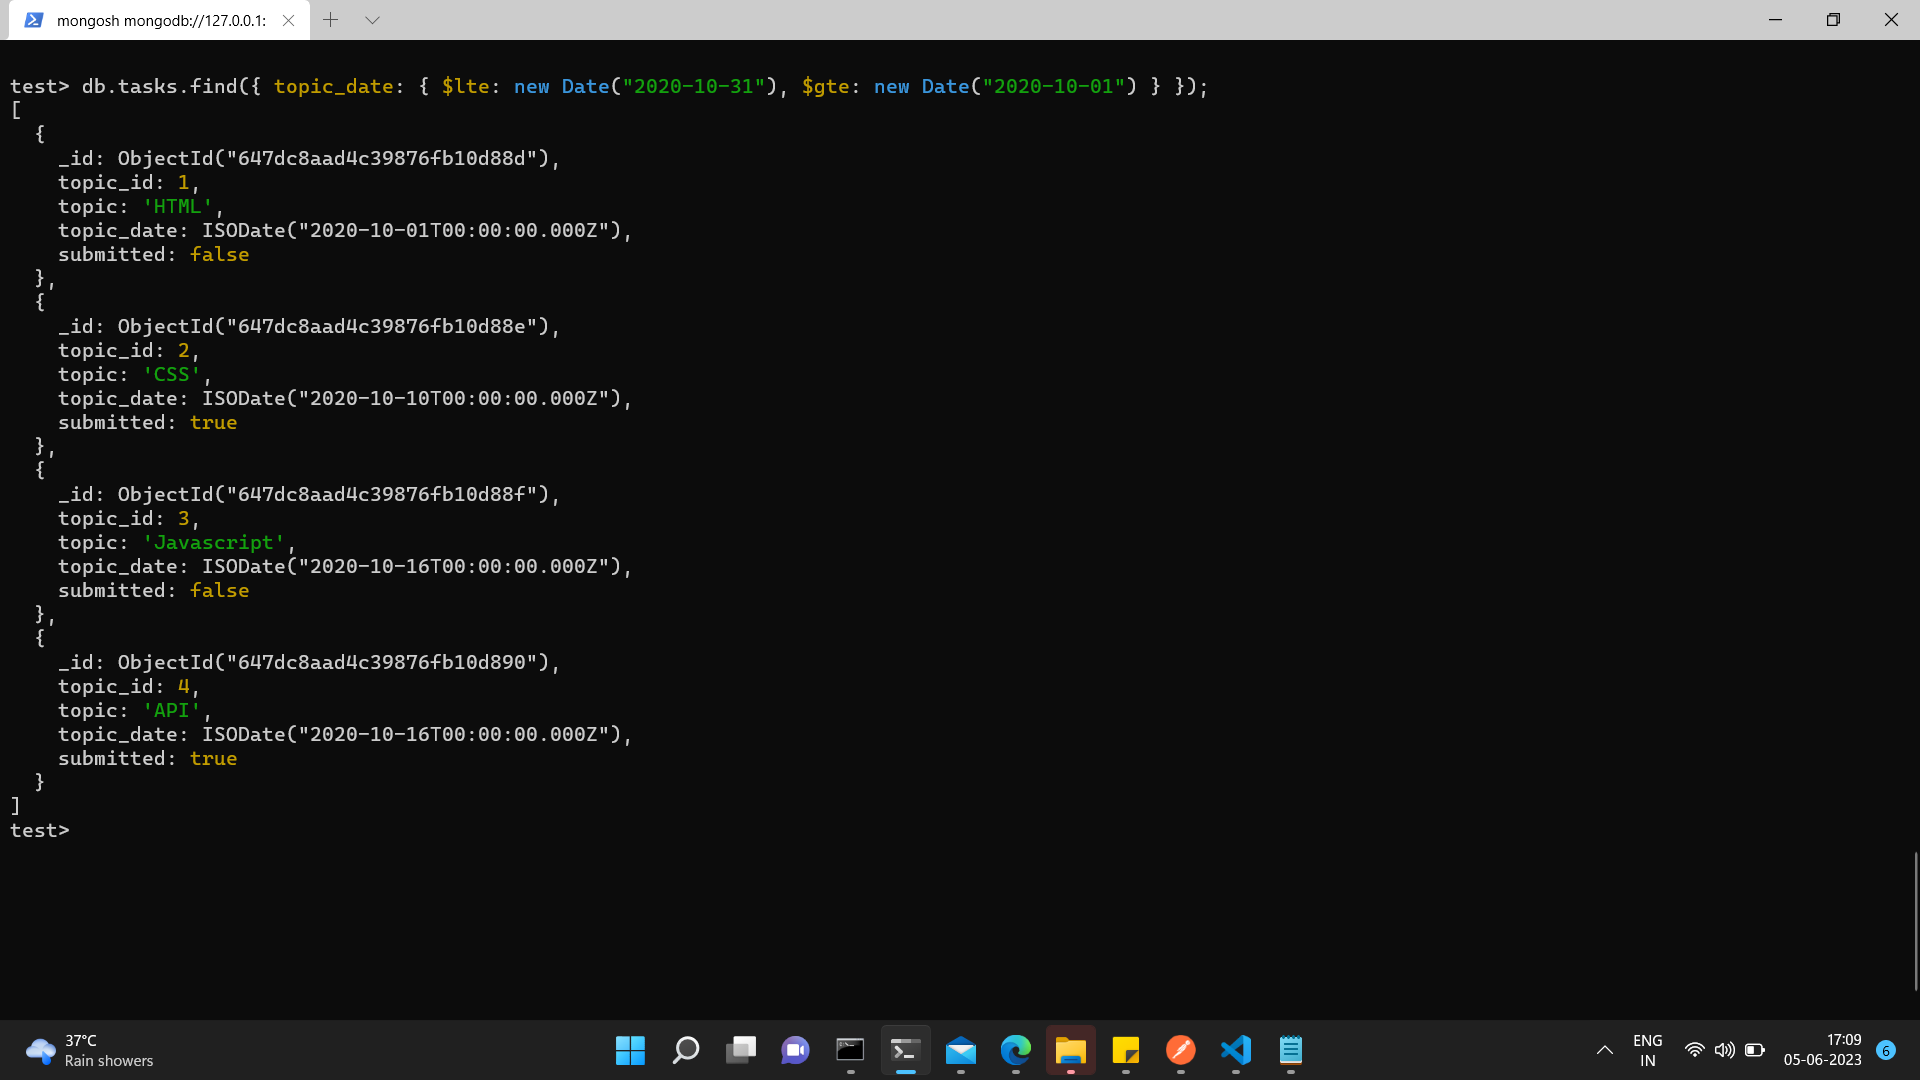 mongosh mongodb://127.0.0.1:
test> db.tasks.find({ topic_date: { $lte: new Date("2020-10-31"), $gte: new Date("2020-10-01") } });
[
  {
    _id: ObjectId("647dc8aad4c39876fb10d88d"),
    topic_id: 1,
    topic: 'HTML',
    topic_date: ISODate("2020-10-01T00:00:00.000Z"),
    submitted: false
  },
  {
    _id: ObjectId("647dc8aad4c39876fb10d88e"),
    topic_id: 2,
    topic: 'CSS',
    topic_date: ISODate("2020-10-10T00:00:00.000Z"),
    submitted: true
  },
  {
    _id: ObjectId("647dc8aad4c39876fb10d88f"),
    topic_id: 3,
    topic: 'Javascript',
    topic_date: ISODate("2020-10-16T00:00:00.000Z"),
    submitted: false
  },
  {
    _id: ObjectId("647dc8aad4c39876fb10d890"),
    topic_id: 4,
    topic: 'API',
    topic_date: ISODate("2020-10-16T00:00:00.000Z"),
    submitted: true
  }
]
test>
37°C
Rain showers
ENG
IN
17:09
05-06-2023
6